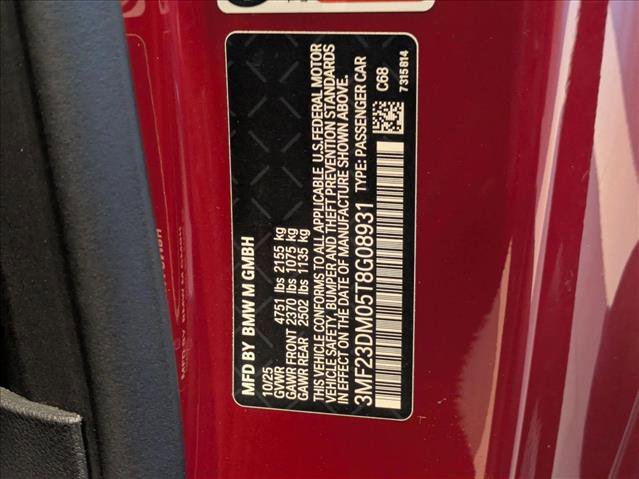 MFD BY BMW M GMBH
10/25
GVWR 4751 lbs 2155 kg
GAWR FRONT 2370 lbs 1075 kg
GAWR REAR 2502 lbs 1135 kg
THIS VEHICLE CONFORMS TO ALL APPLICABLE U.S.FEDERAL MOTOR
VEHICLE SAFETY, BUMPER AND THEFT PREVENTION STANDARDS
IN EFFECT ON THE DATE OF MANUFACTURE SHOWN ABOVE.
3MF23DM05T8G08931 TYPE: PASSENGER CAR
C68
7315814